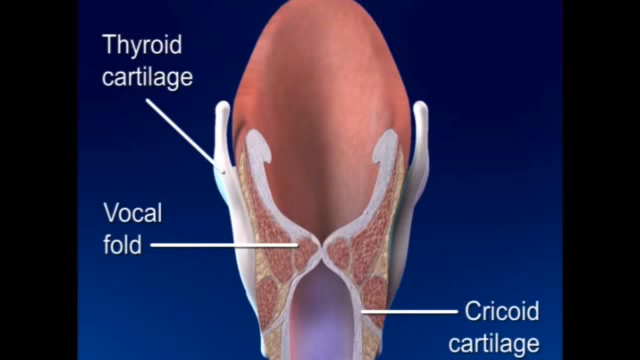 Thyroid
cartilage
Vocal
fold
Cricoid
cartilage